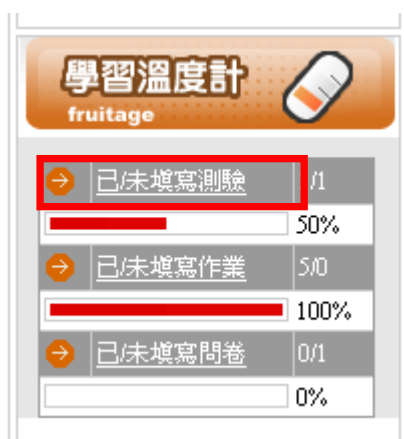 學習溫度計
fruitage
已/未填寫測驗 /1
50%
已/未填寫作業 5/0
100%
已/未填寫問卷 0/1
0%